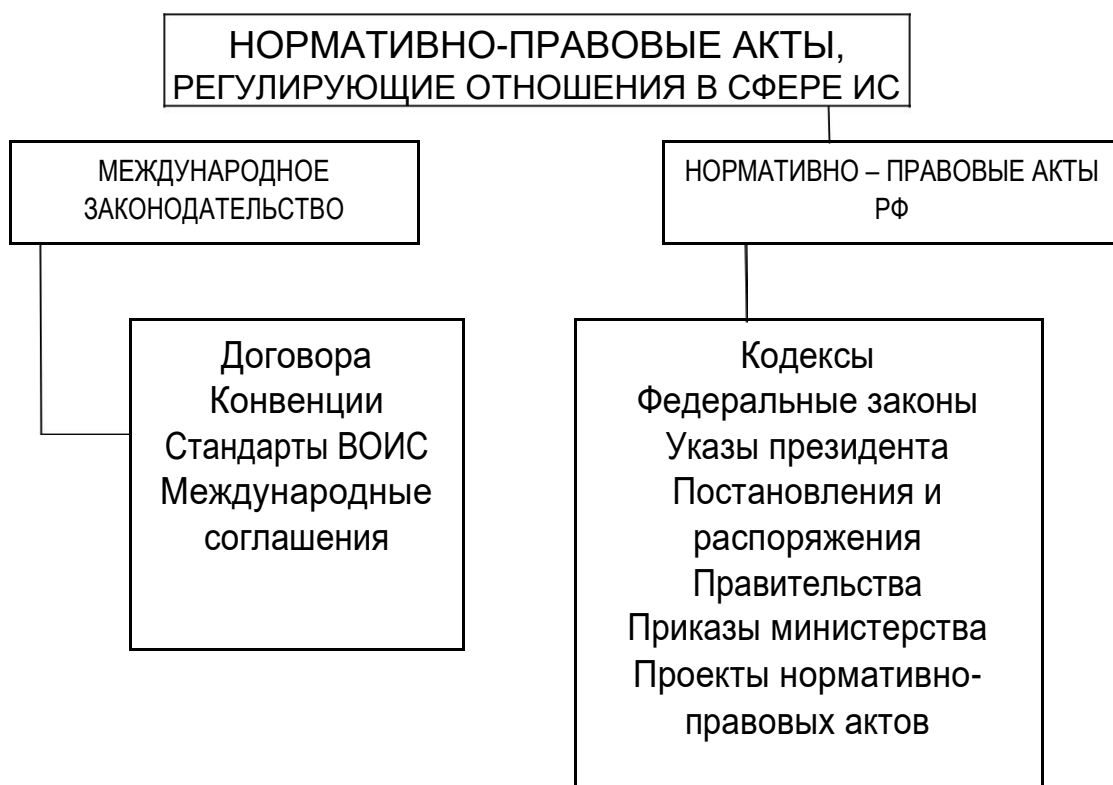 НОРМАТИВНО-ПРАВОВЫЕ АКТЫ,
РЕГУЛИРУЮЩИЕ ОТНОШЕНИЯ В СФЕРЕ ИС
МЕЖДУНАРОДНОЕ
ЗАКОНОДАТЕЛЬСТВО
НОРМАТИВНО – ПРАВОВЫЕ АКТЫ
РФ
Договора
Конвенции
Стандарты ВОИС
Международные
соглашения
Кодексы
Федеральные законы
Указы президента
Постановления и
распоряжения
Правительства
Приказы министерства
Проекты нормативно-
правовых актов